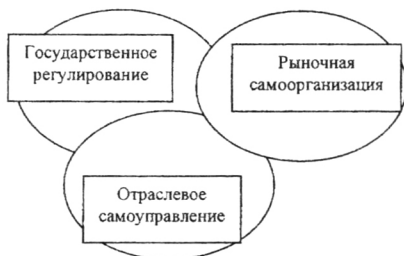 Государственное
регулирование
Рыночная
самоорганизация
Отраслевое
самоуправление